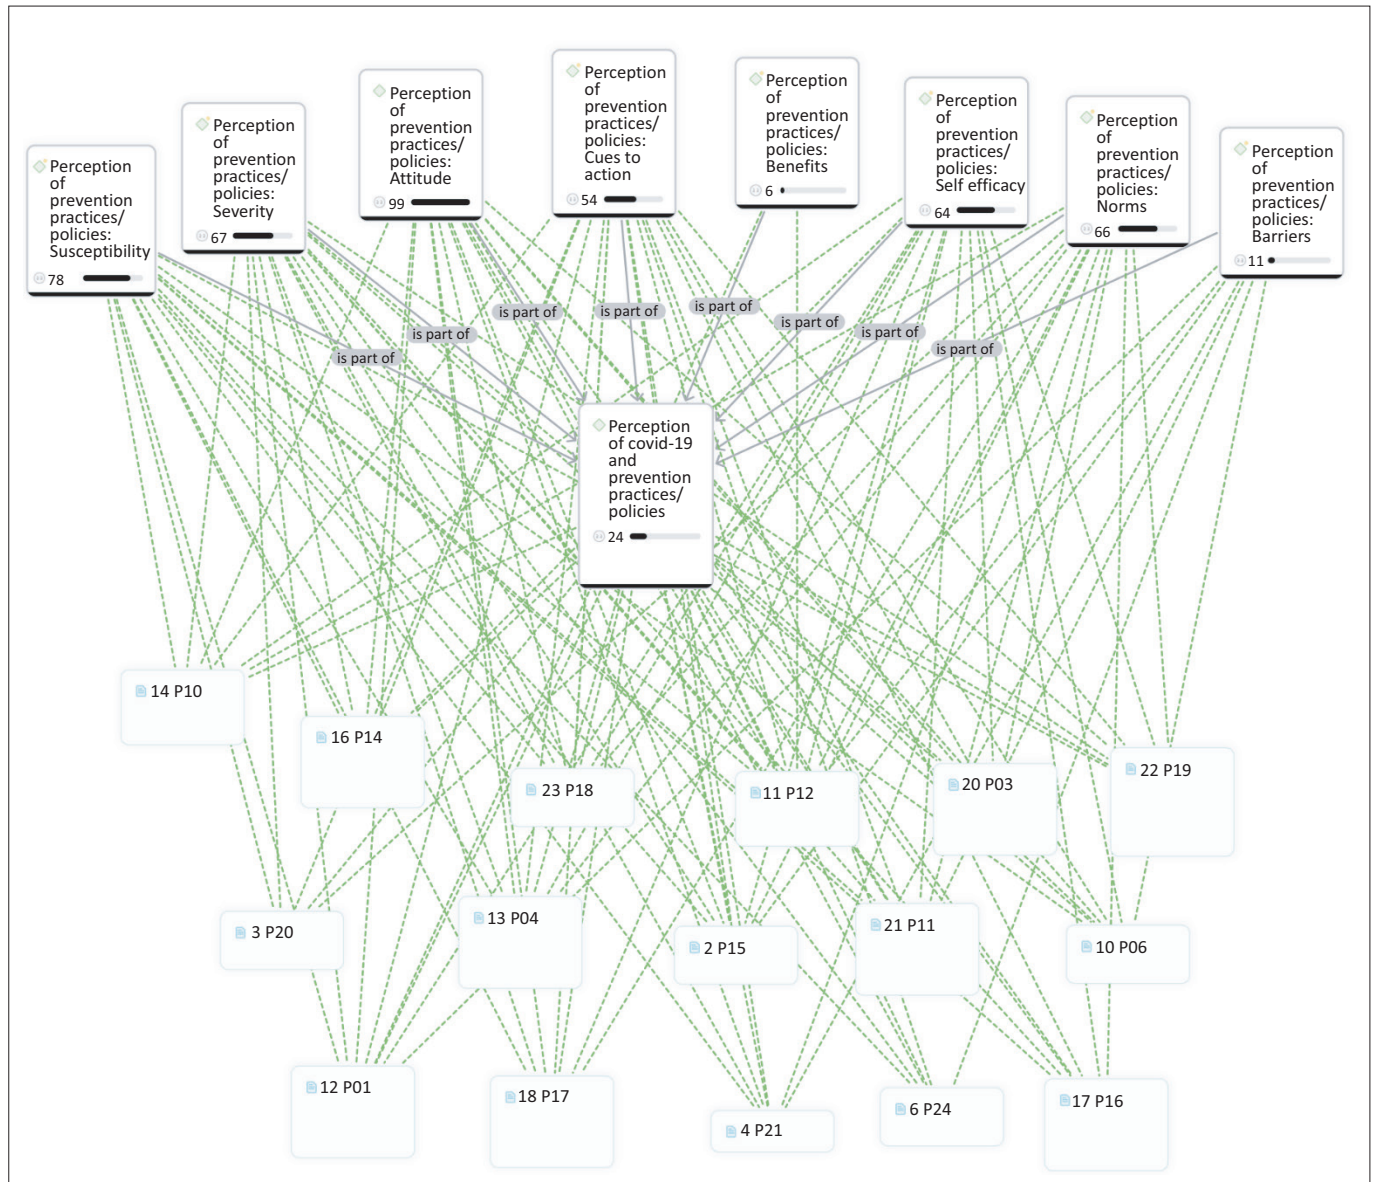 Perception
of
prevention
practices/
policies:
Susceptibility
78
Perception
of
prevention
practices/
policies:
Severity
67
Perception
of
prevention
practices/
policies:
Attitude
99
Perception
of
prevention
practices/
policies:
Cues to
action
54
Perception
of
prevention
practices/
policies:
Benefits
6
Perception
of
prevention
practices/
policies:
Self efficacy
64
Perception
of
prevention
practices/
policies:
Norms
66
Perception
of
prevention
practices/
policies:
Barriers
11
is part of
is part of
is part of
is part of
is part of
is part of
is part of
is part of
Perception
of covid-19
and
prevention
practices/
policies
24
14 P10
16 P14
23 P18
11 P12
20 P03
22 P19
3 P20
13 P04
2 P15
21 P11
10 P06
12 P01
18 P17
4 P21
6 P24
17 P16